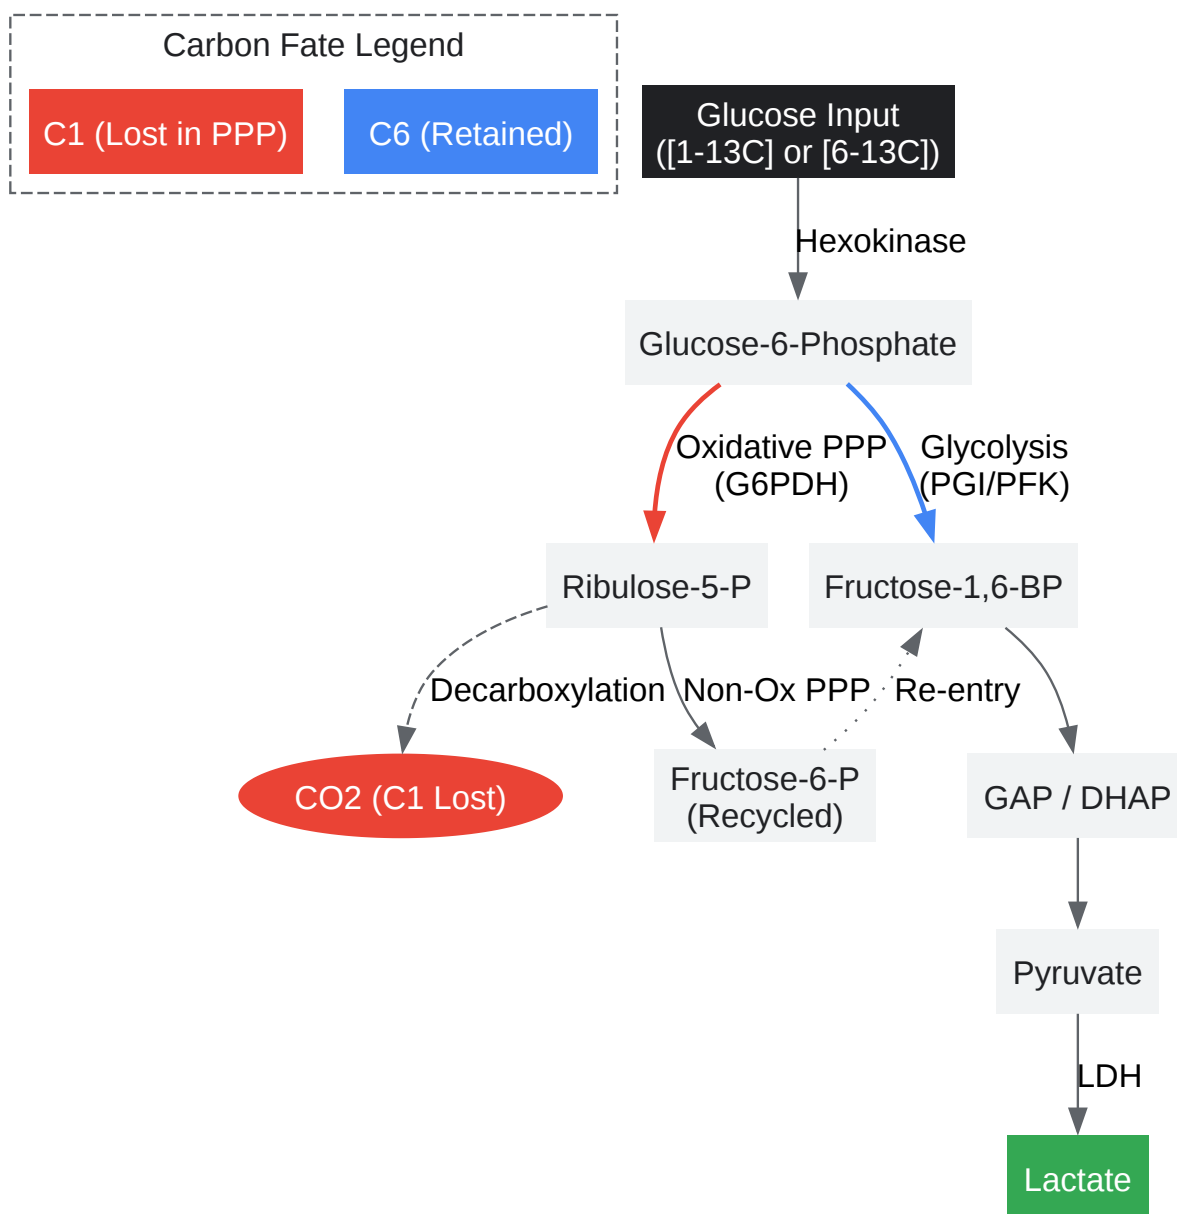 Carbon Fate Legend
C1 (Lost in PPP)
C6 (Retained)
Glucose Input
([1-13C] or [6-13C])
Hexokinase
Glucose-6-Phosphate
Oxidative PPP
(G6PDH)
Glycolysis
(PGI/PFK)
Ribulose-5-P
Fructose-1,6-BP
Decarboxylation
Non-Ox PPP
Re-entry
CO2 (C1 Lost)
Fructose-6-P
(Recycled)
GAP / DHAP
Pyruvate
LDH
Lactate